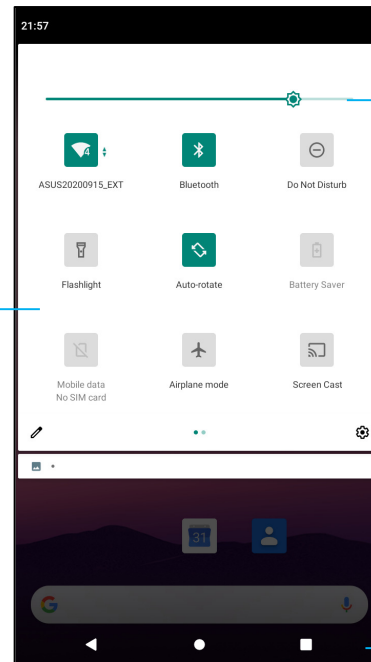 21:57
4
ASUS20200915_EXT
Bluetooth
Do Not Disturb
Flashlight
Auto-rotate
Battery Saver
Mobile data
No SIM card
Airplane mode
Screen Cast
31
G